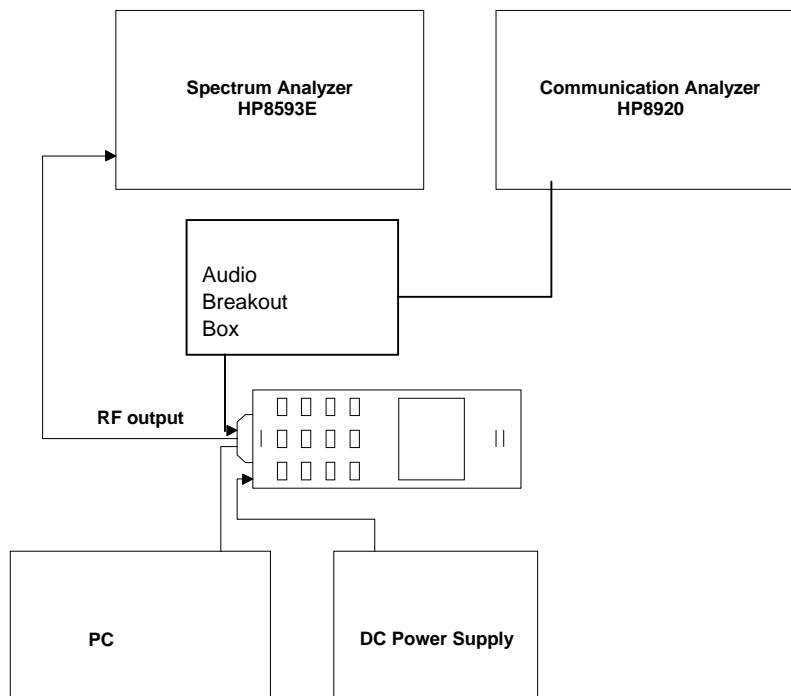 Spectrum Analyzer
HP8593E
Communication Analyzer
HP8920
Audio
Breakout
Box
RF output
PC
DC Power Supply